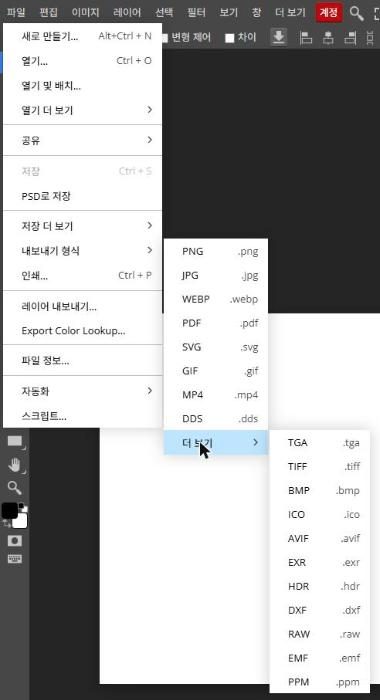 파일 편집 이미지 레이어 선택 필터 보기 창 더 보기 계정
변형 제어 차이
새로 만들기... Alt+Ctrl + N
열기... Ctrl + O
열기 및 배치...
열기 더 보기 >
공유 >
저장 Ctrl + S
PSD로 저장
저장 더 보기 >
내보내기 형식 >
인쇄... Ctrl + P
레이어 내보내기...
Export Color Lookup...
파일 정보...
자동화 >
스크립트...
PNG .png
JPG .jpg
WEBP .webp
PDF .pdf
SVG .svg
GIF .gif
MP4 .mp4
DDS .dds
더 보기 >
TGA .tga
TIFF .tiff
BMP .bmp
ICO .ico
AVIF .avif
EXR .exr
HDR .hdr
DXF .dxf
RAW .raw
EMF .emf
PPM .ppm